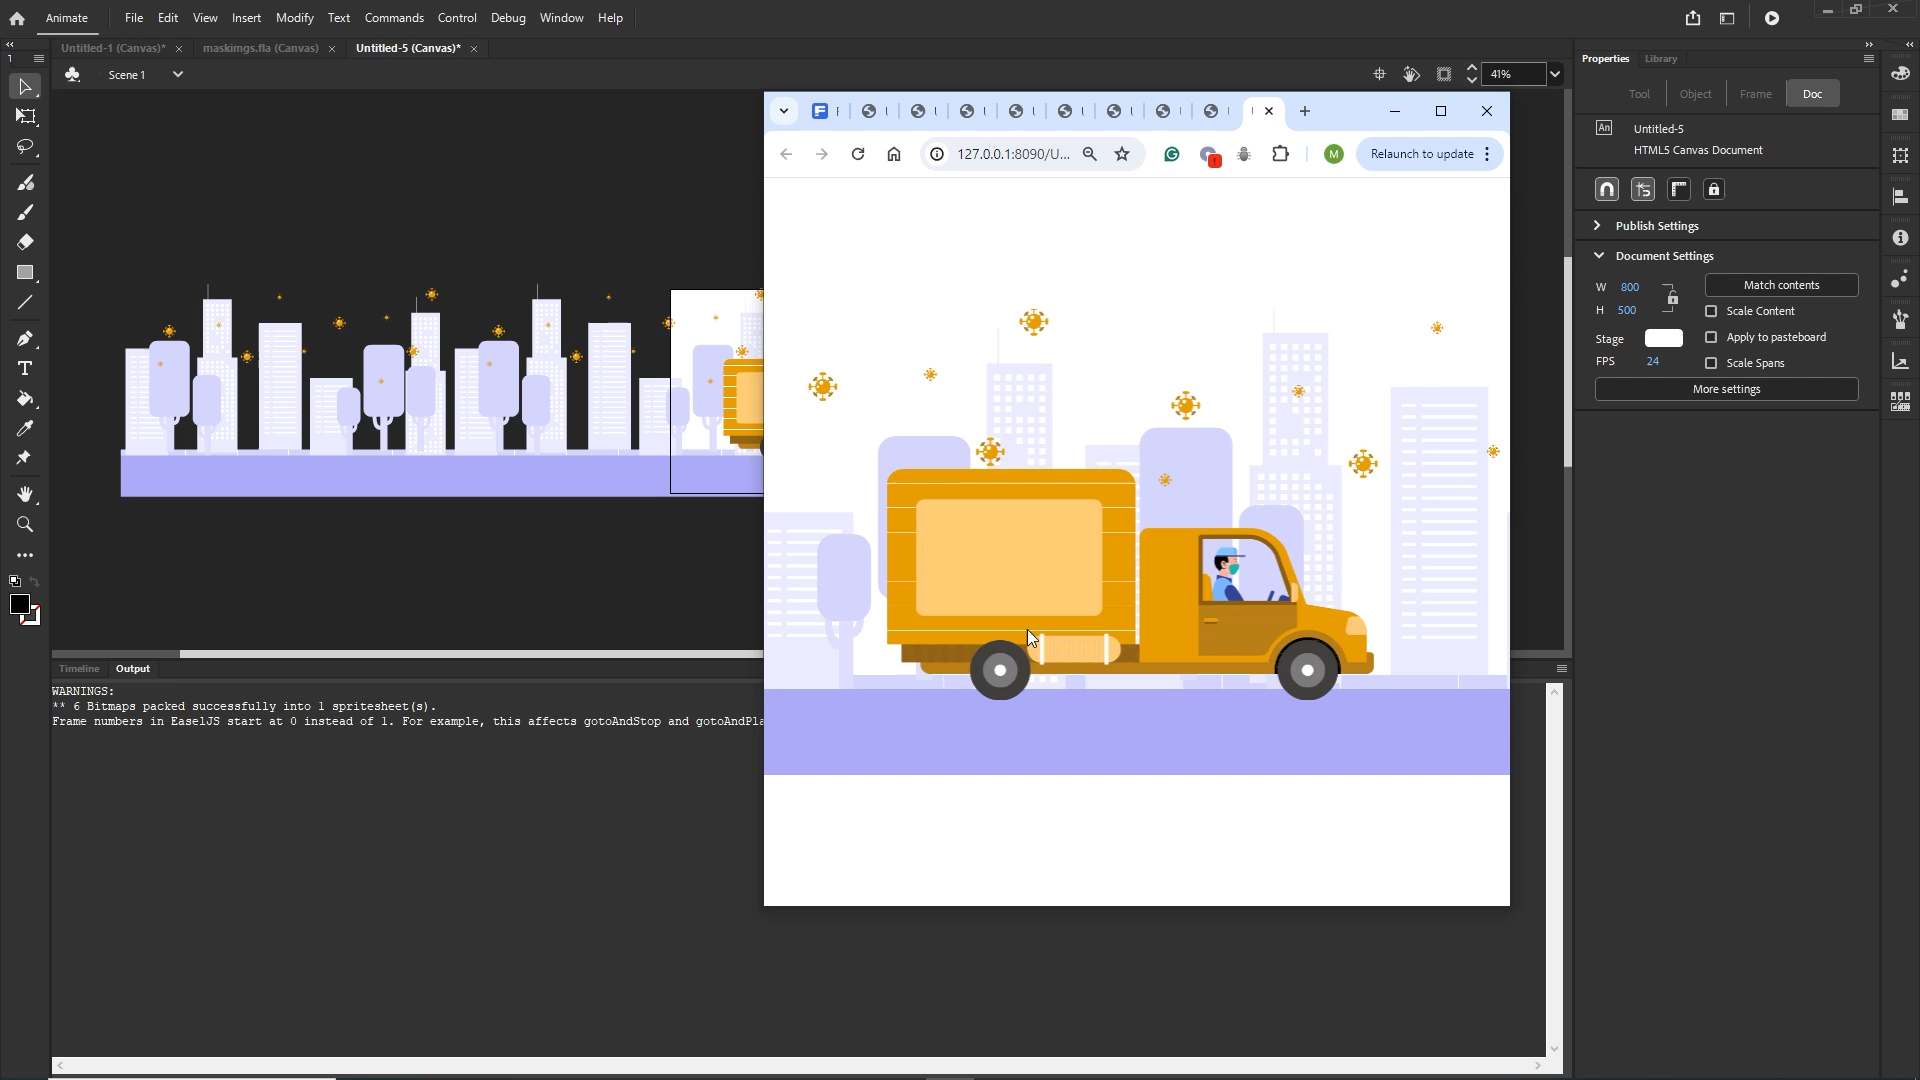 Animate File Edit View Insert Modify Text Commands Control Debug Window Help
Untitled-1 (Canvas)* maskimgs.fla (Canvas) Untitled-5 (Canvas)*
Scene 1
41%
127.0.0.1:8090/U...
M
Relaunch to update
Timeline Output
WARNINGS:
** 6 Bitmaps packed successfully into 1 spritesheet(s).
Frame numbers in EaselJS start at 0 instead of 1. For example, this affects gotoAndStop and gotoAndPla
Properties Library
Tool Object Frame Doc
An Untitled-5
HTML5 Canvas Document
Publish Settings
Document Settings
W 800
Match contents
H 500
Scale Content
Stage
Apply to pasteboard
FPS 24
Scale Spans
More settings